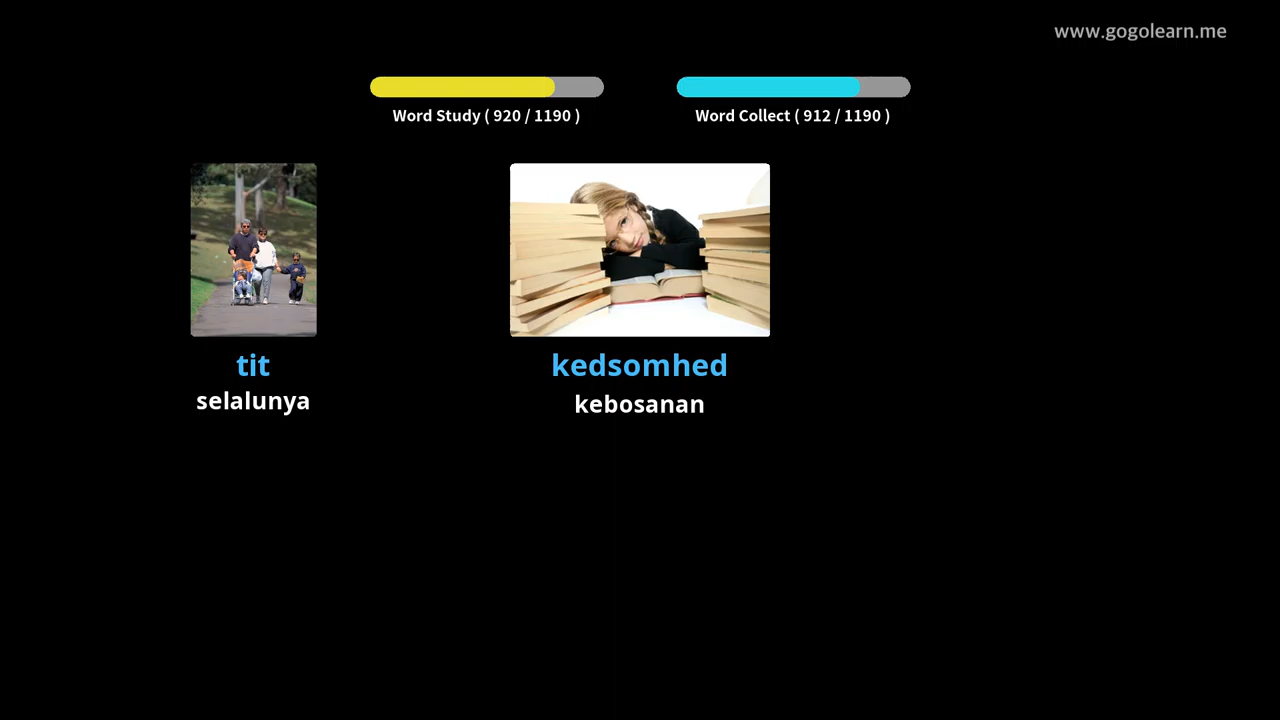 www.gogolearn.me
Word Study ( 920 / 1190 )
Word Collect ( 912 / 1190 )
tit
selalunya
kedsomhed
kebosanan